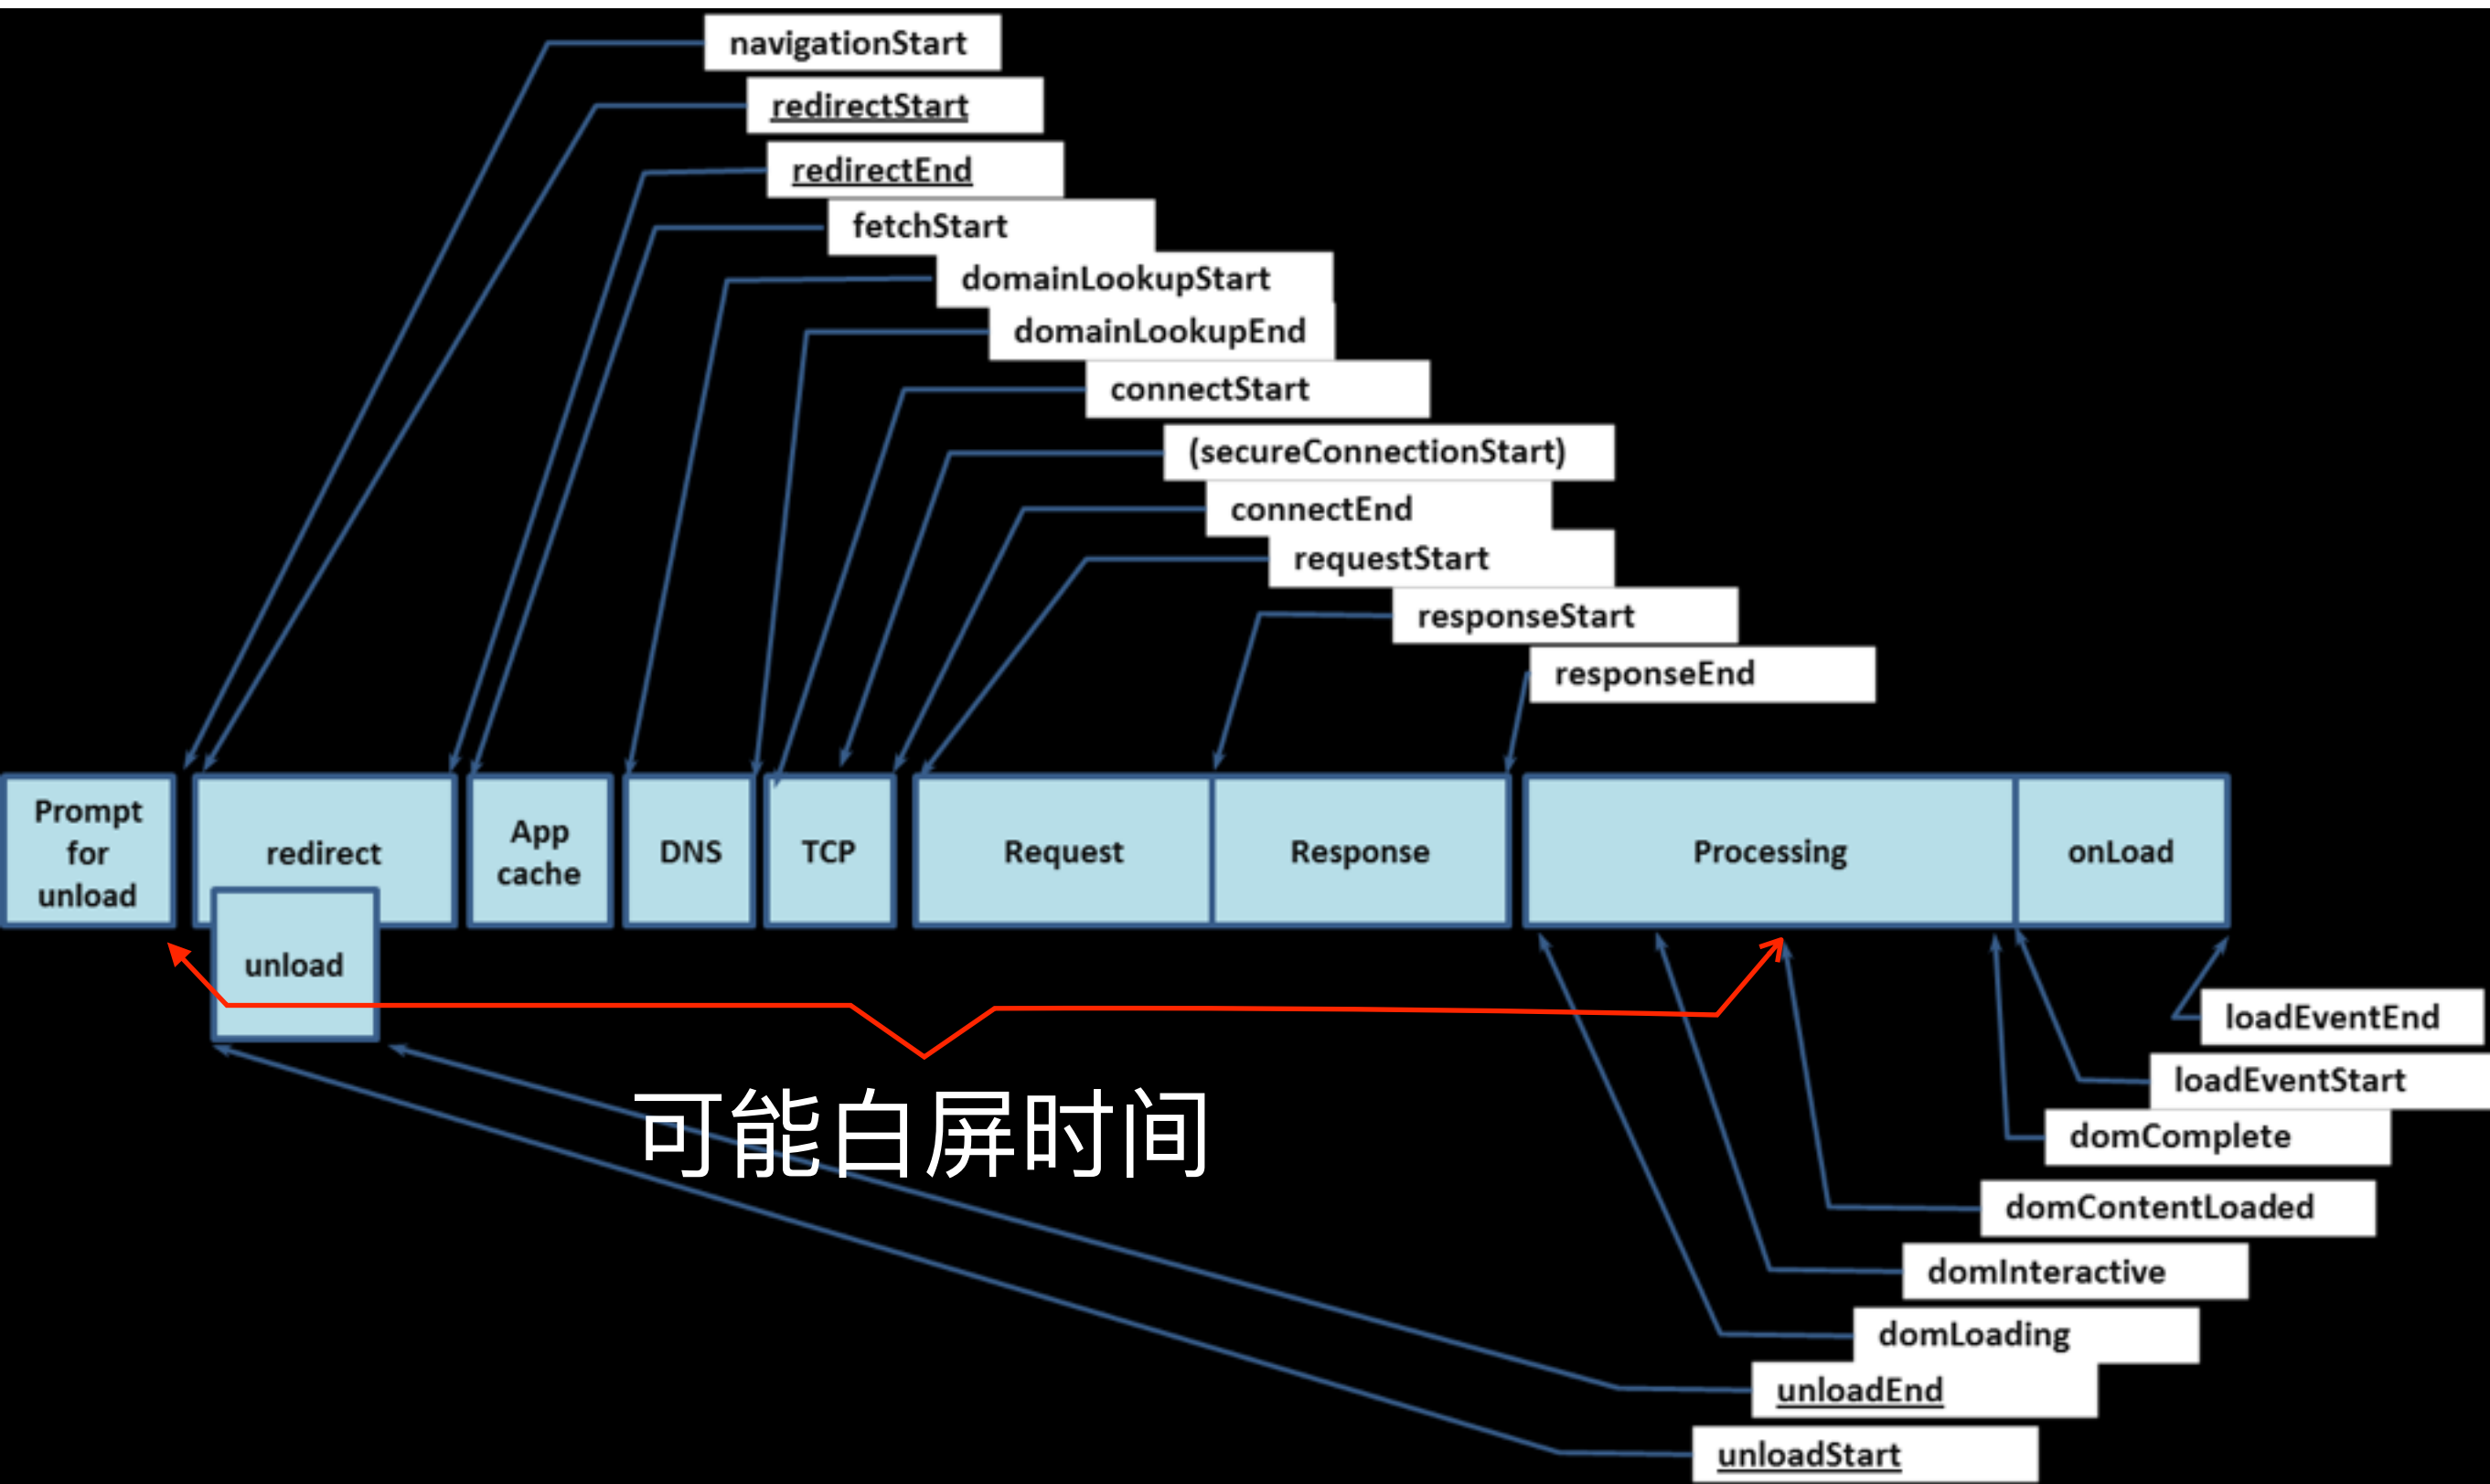 navigationStart
redirectStart
redirectEnd
fetchStart
domainLookupStart
domainLookupEnd
connectStart
(secureConnectionStart)
connectEnd
requestStart
responseStart
responseEnd
Prompt
for
unload
redirect
unload
App
cache
DNS
TCP
Request
Response
Processing
onLoad
可能白屏时间
loadEventEnd
loadEventStart
domComplete
domContentLoaded
domInteractive
domLoading
unloadEnd
unloadStart